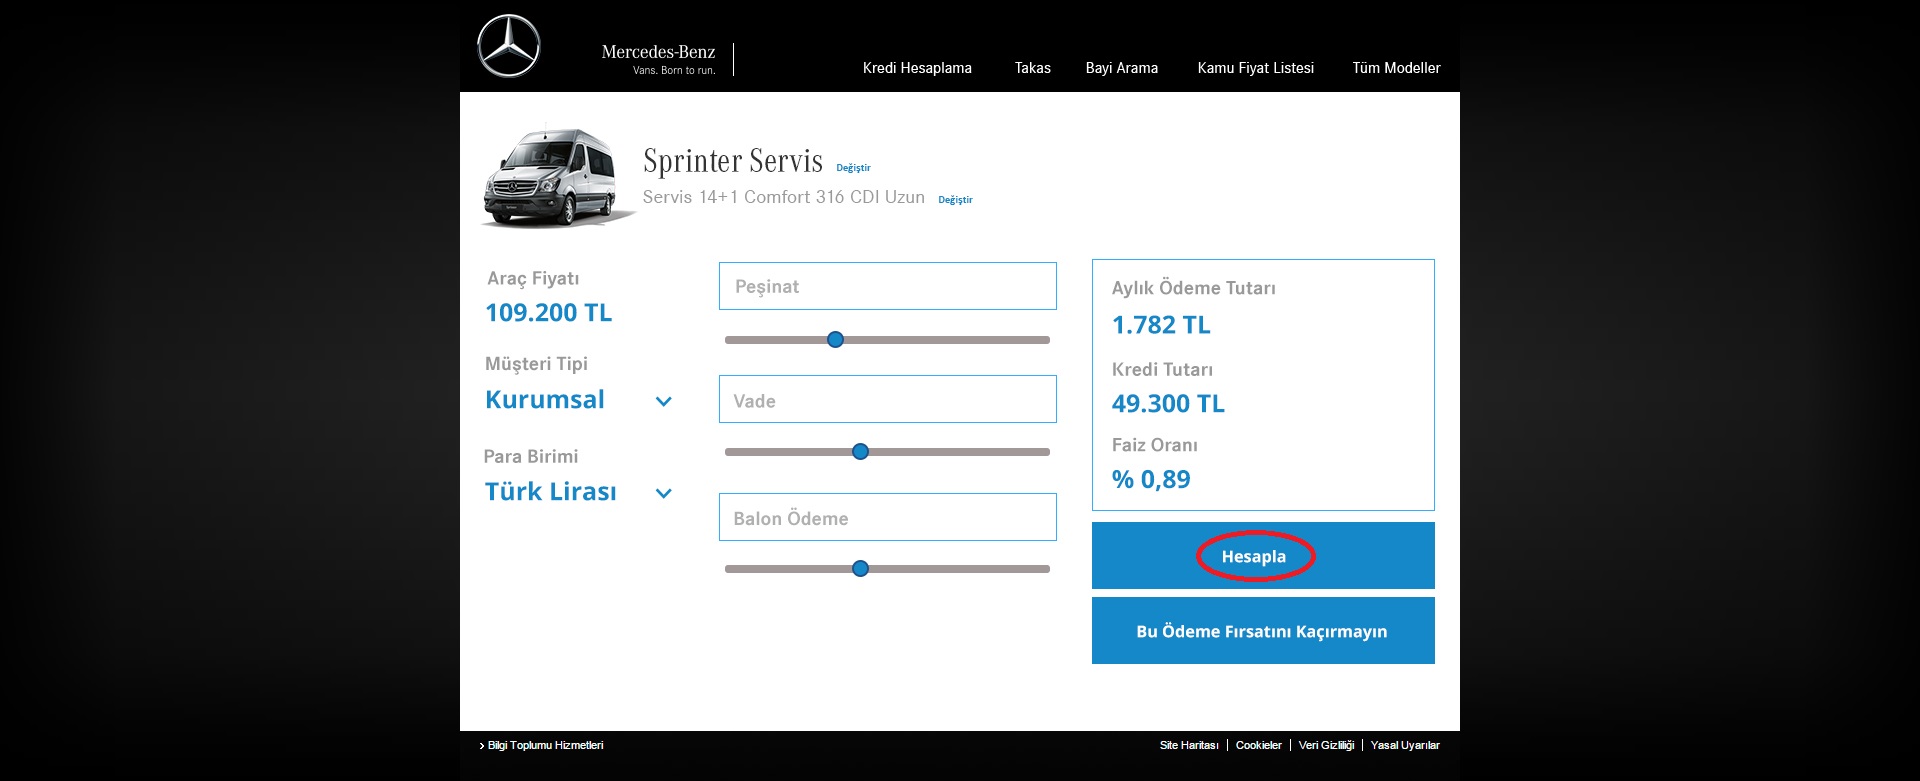 Mercedes-Benz
Vans. Born to run.
Kredi Hesaplama
Takas
Bayi Arama
Kamu Fiyat Listesi
Tüm Modeller
Sprinter Servis Değiştir
Servis 14+1 Comfort 316 CDI Uzun Değiştir
Araç Fiyatı
109.200 TL
Müşteri Tipi
Kurumsal
Para Birimi
Türk Lirası
Peşinat
Vade
Balon Ödeme
Aylık Ödeme Tutarı
1.782 TL
Kredi Tutarı
49.300 TL
Faiz Oranı
% 0,89
Hesapla
Bu Ödeme Fırsatını Kaçırmayın
› Bilgi Toplumu Hizmetleri
Site Haritası | Cookieler | Veri Gizliliği | Yasal Uyarılar